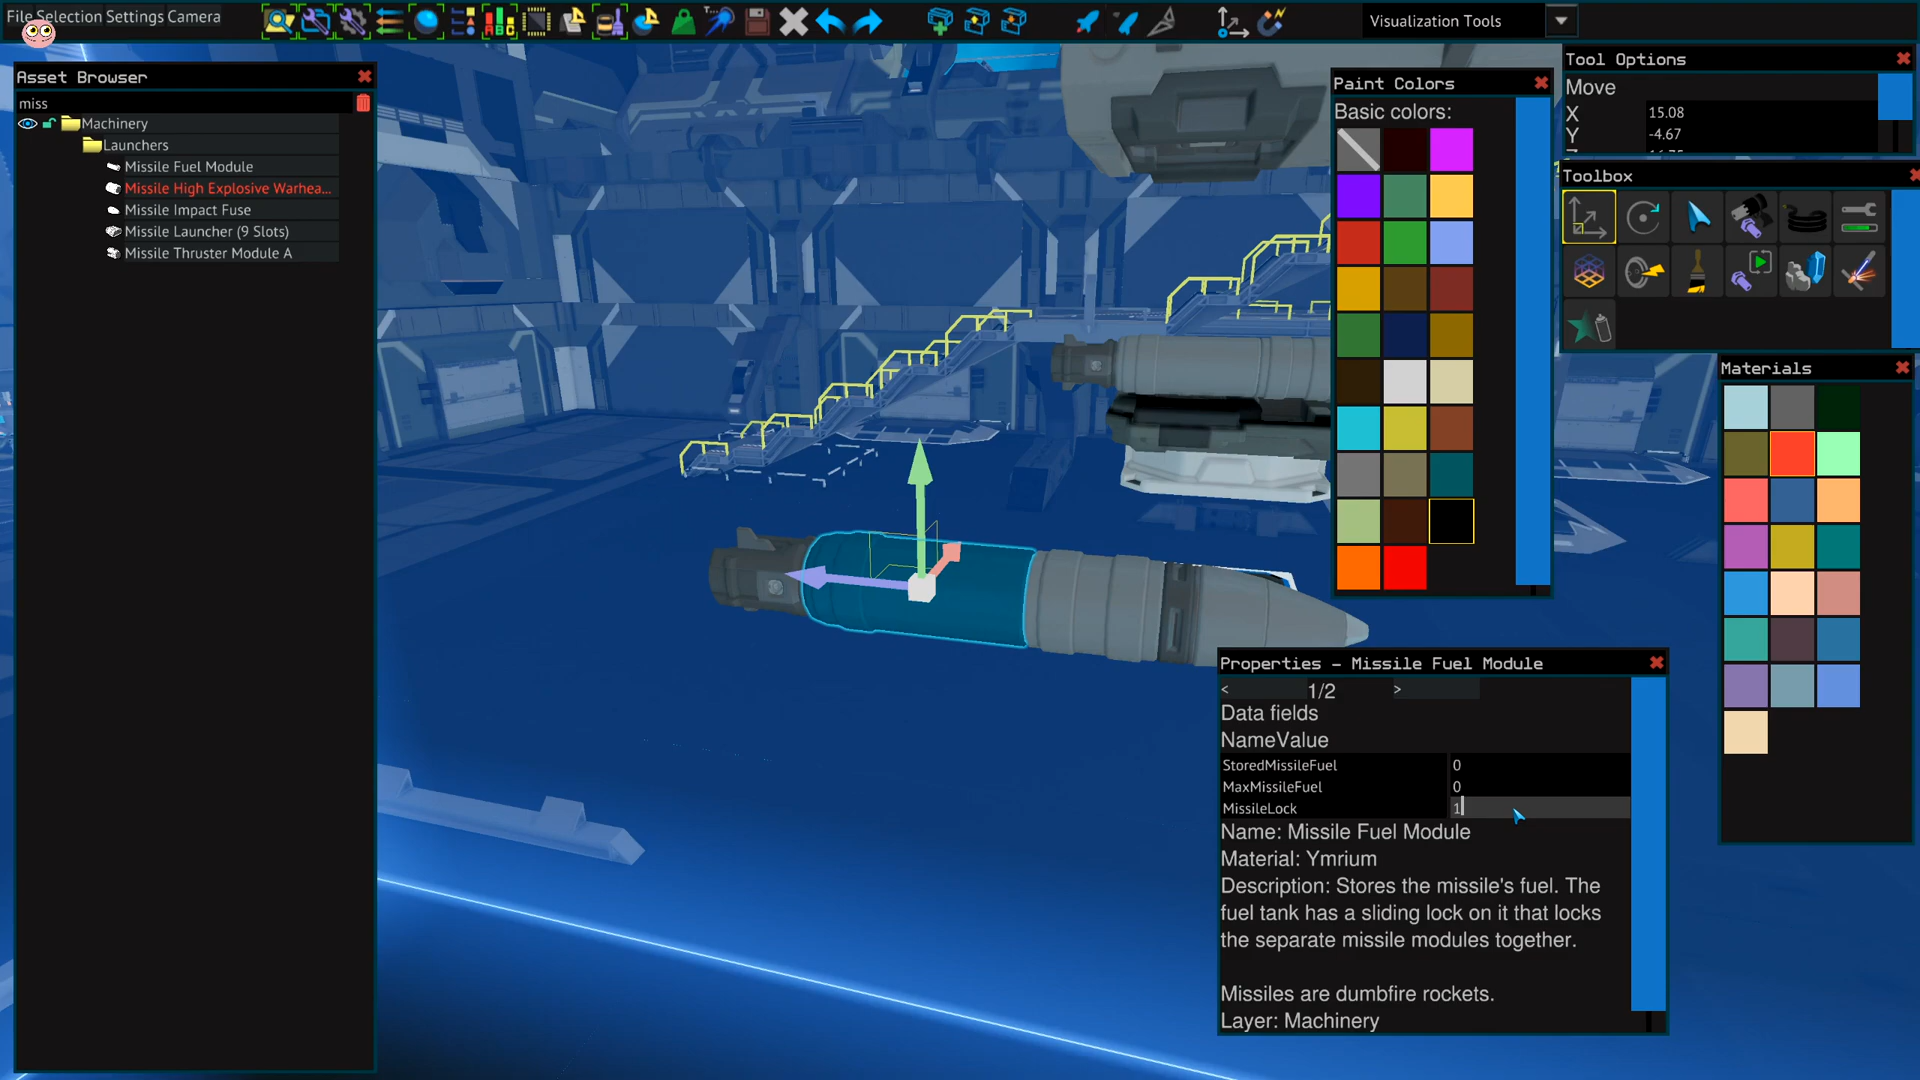 File Selection Settings Camera
Visualization Tools
Asset Browser
miss
Machinery
Launchers
Missile Fuel Module
Missile High Explosive Warhea...
Missile Impact Fuse
Missile Launcher (9 Slots)
Missile Thruster Module A
Paint Colors
Basic colors:
Tool Options
Move
X 15.08
Y -4.67
Toolbox
Materials
Properties - Missile Fuel Module
< 1/2 >
Data fields
NameValue
StoredMissileFuel 0
MaxMissileFuel 0
MissileLock 1
Name: Missile Fuel Module
Material: Ymrium
Description: Stores the missile's fuel. The
fuel tank has a sliding lock on it that locks
the separate missile modules together.
Missiles are dumbfire rockets.
Layer: Machinery